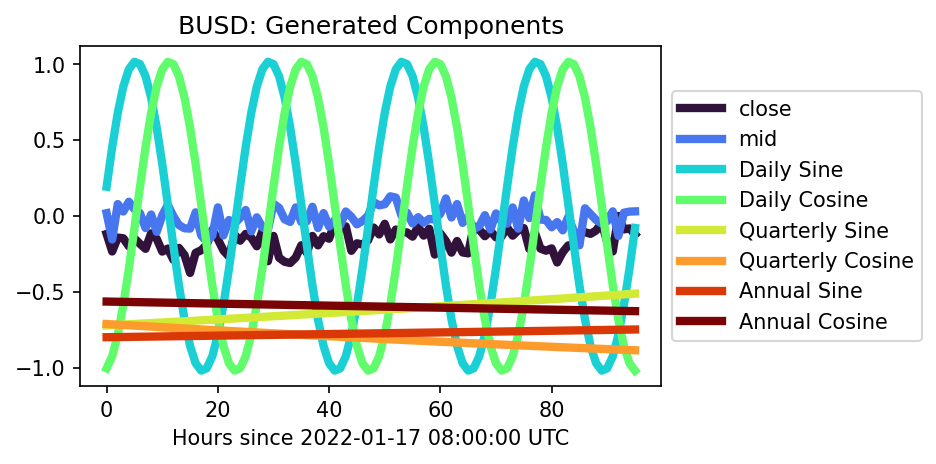 BUSD: Generated Components
1.0
0.5
0.0
−0.5
−1.0
0 20 40 60 80
Hours since 2022-01-17 08:00:00 UTC
close
mid
Daily Sine
Daily Cosine
Quarterly Sine
Quarterly Cosine
Annual Sine
Annual Cosine